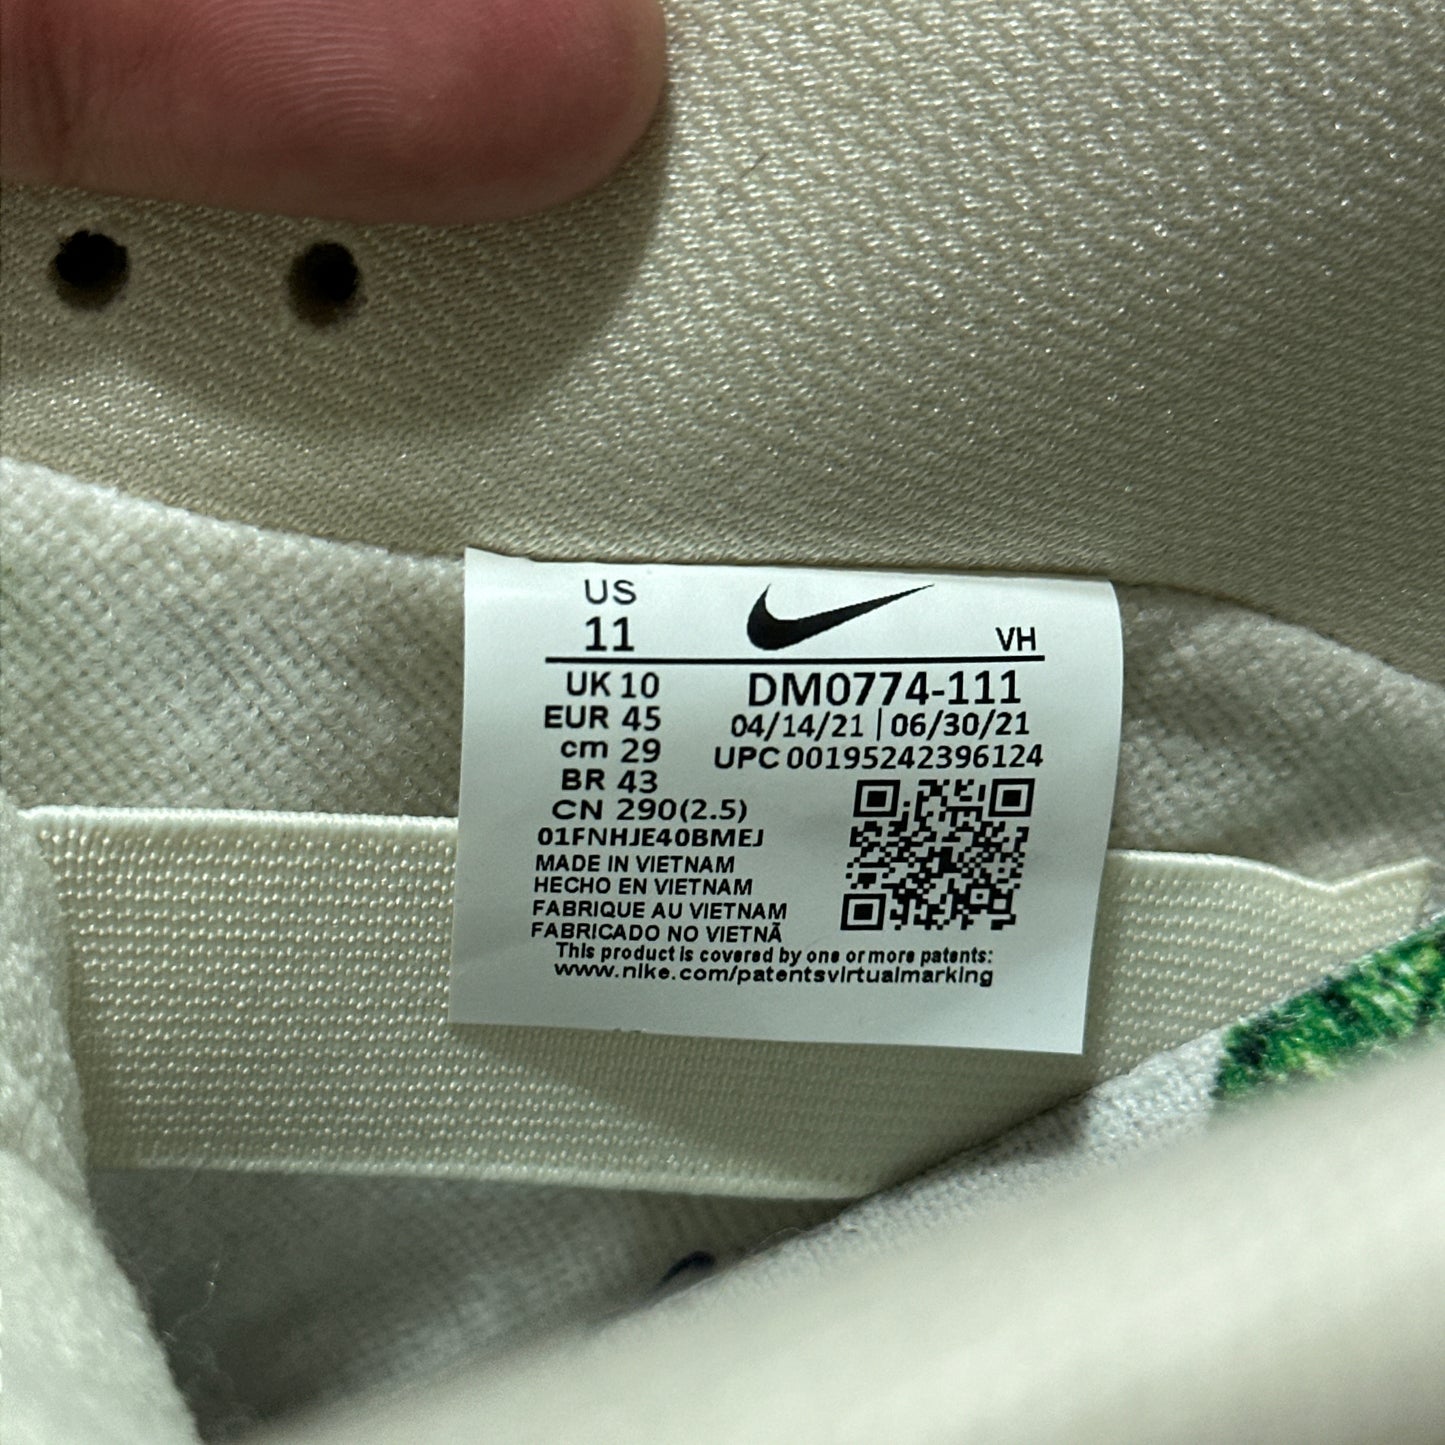 US
11
VH
UK 10
DM0774-111
EUR 45
04/14/21 | 06/30/21
cm 29
UPC 00195242396124
BR 43
CN 290(2.5)
01FNHJE40BMEJ
MADE IN VIETNAM
HECHO EN VIETNAM
FABRIQUE AU VIETNAM
FABRICADO NO VIETNÃ
This product is covered by one or more patents:
www.nike.com/patentsvirtualmarking